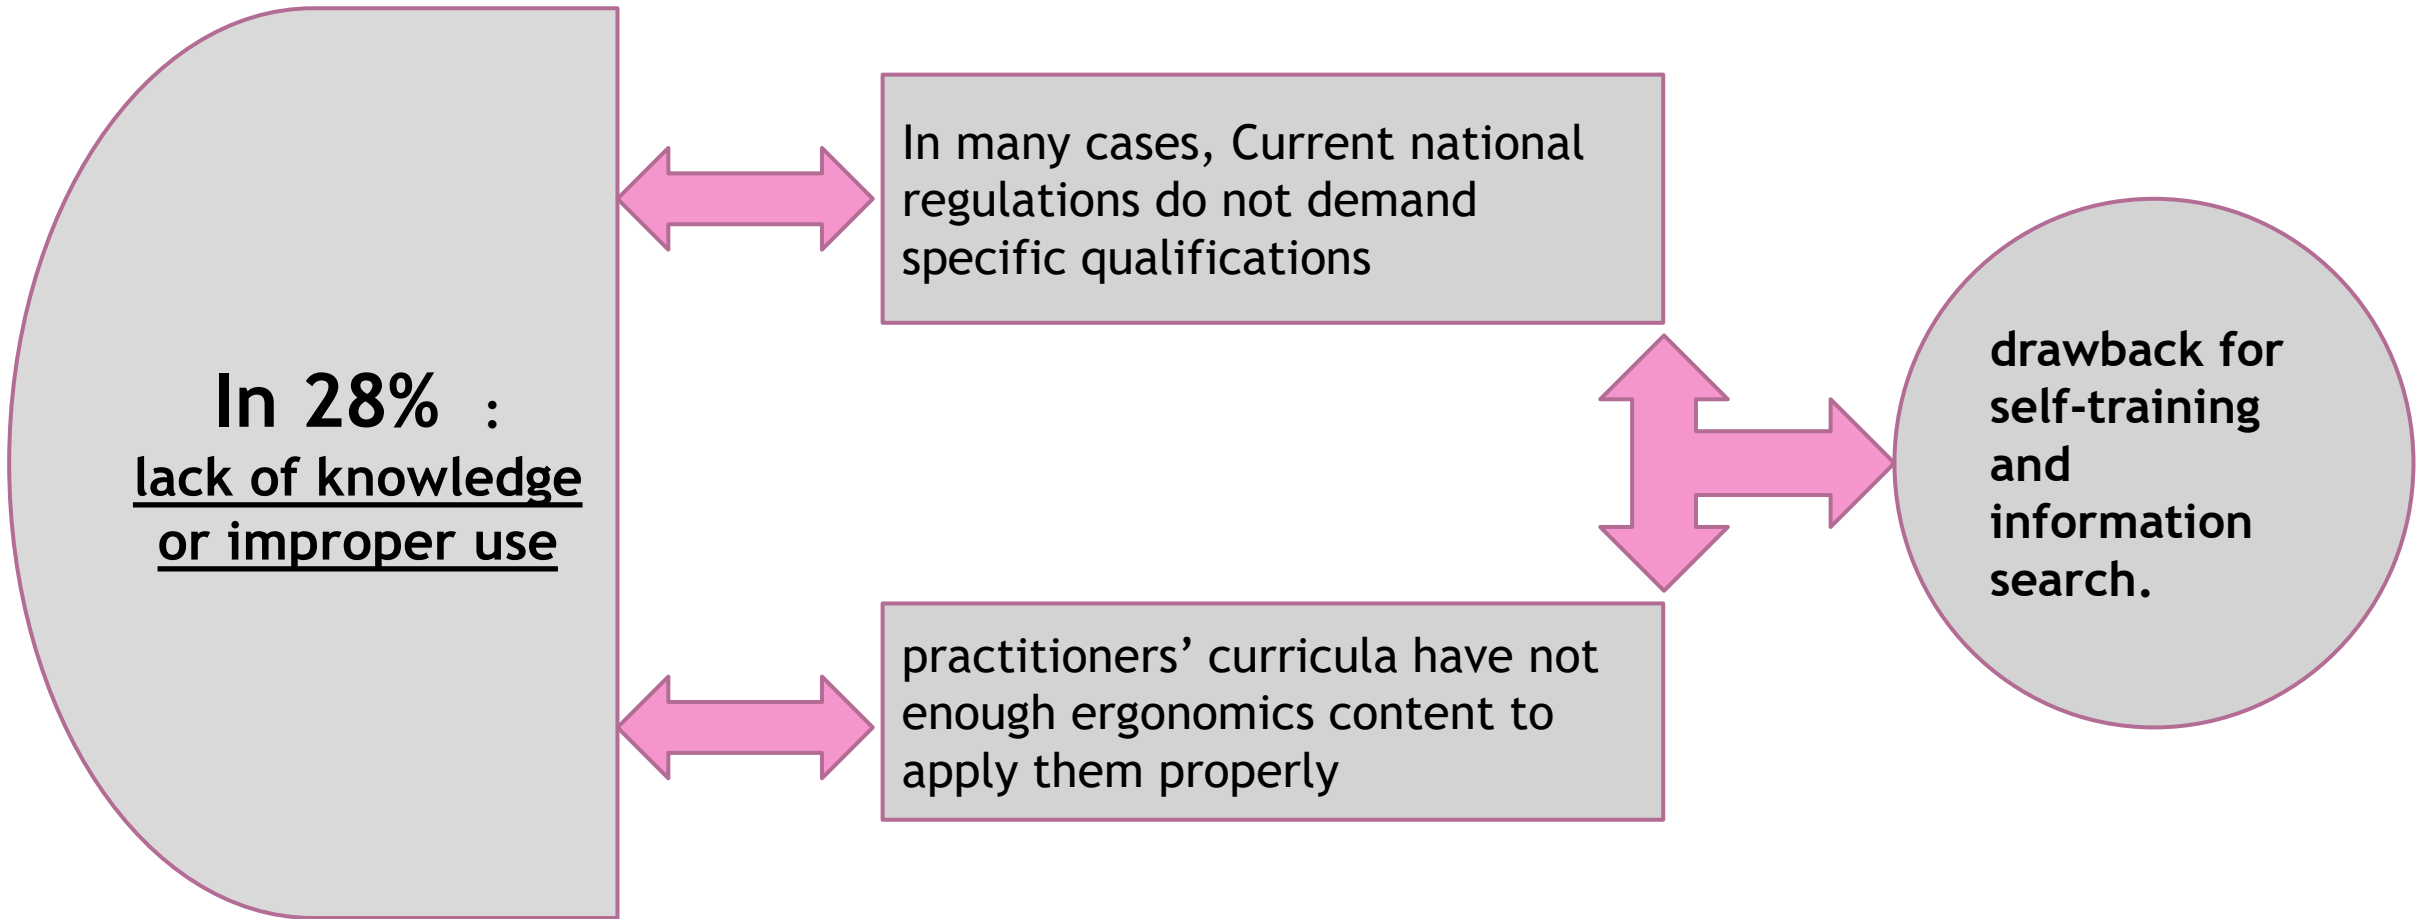 In 28% :
lack of knowledge
or improper use
In many cases, Current national
regulations do not demand
specific qualifications
practitioners’ curricula have not
enough ergonomics content to
apply them properly
drawback for
self-training
and
information
search.